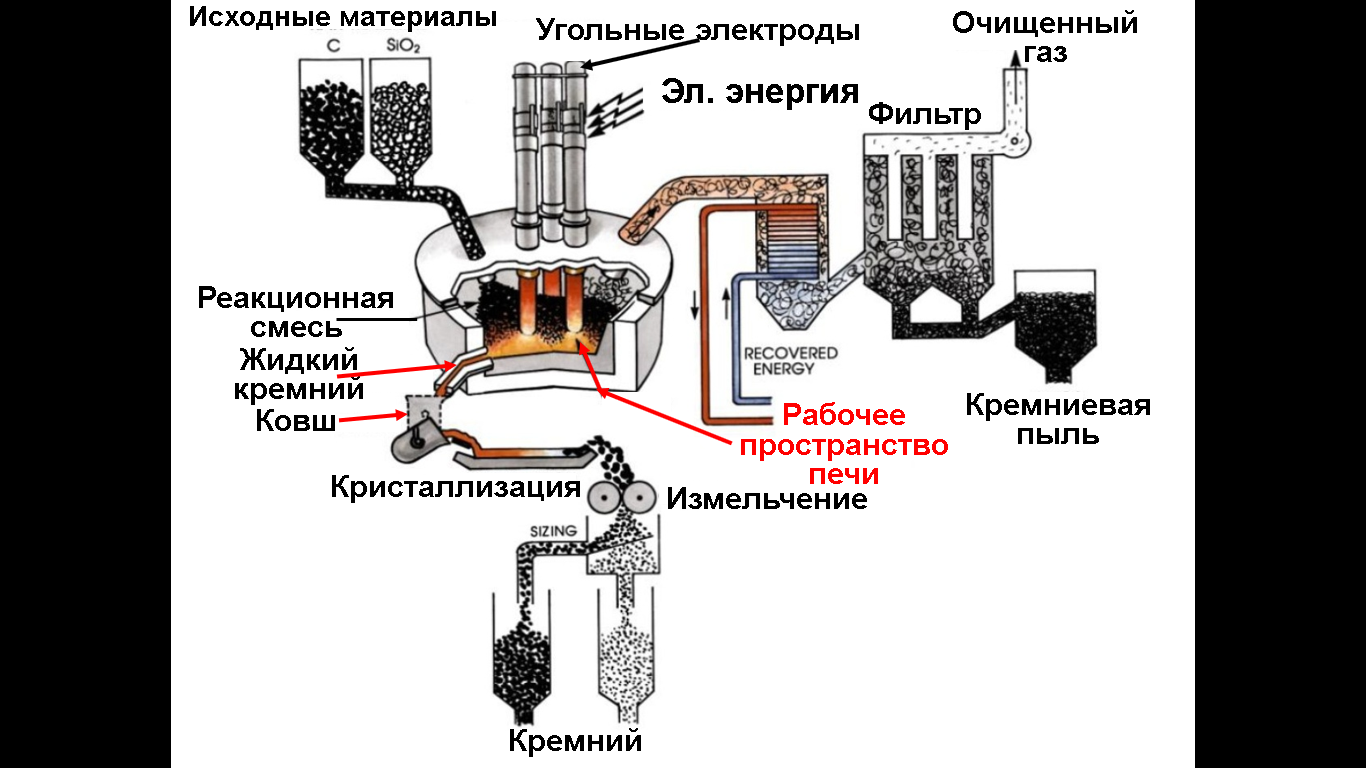 Исходные материалы
C
SiO₂
Угольные электроды
Эл. энергия
Очищенный
газ
Фильтр
Реакционная
смесь
Жидкий
кремний
Ковш
RECOVERED
ENERGY
Рабочее
пространство
печи
Кремниевая
пыль
Кристаллизация
Измельчение
SIZING
Кремний